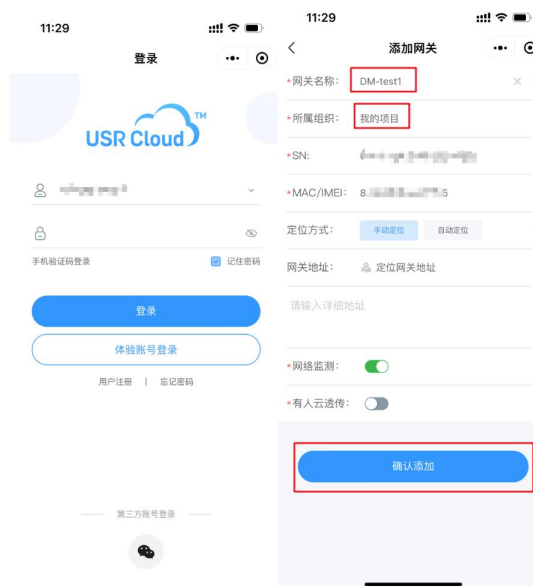 11:29
登录
USR Cloud™
手机验证码登录
记住密码
登录
体验账号登录
用户注册 | 忘记密码
第三方账号登录
11:29
添加网关
*网关名称: DM-test1
*所属组织: 我的项目
*SN:
*MAC/IMEI: 8 5
定位方式: 手动定位 自动定位
网关地址: 定位网关地址
请输入详细地址
*网络监测:
*有人云透传:
确认添加